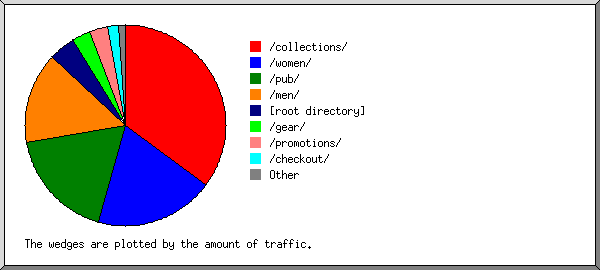 /collections/
/women/
/pub/
/men/
[root directory]
/gear/
/promotions/
/checkout/
Other
The wedges are plotted by the amount of traffic.